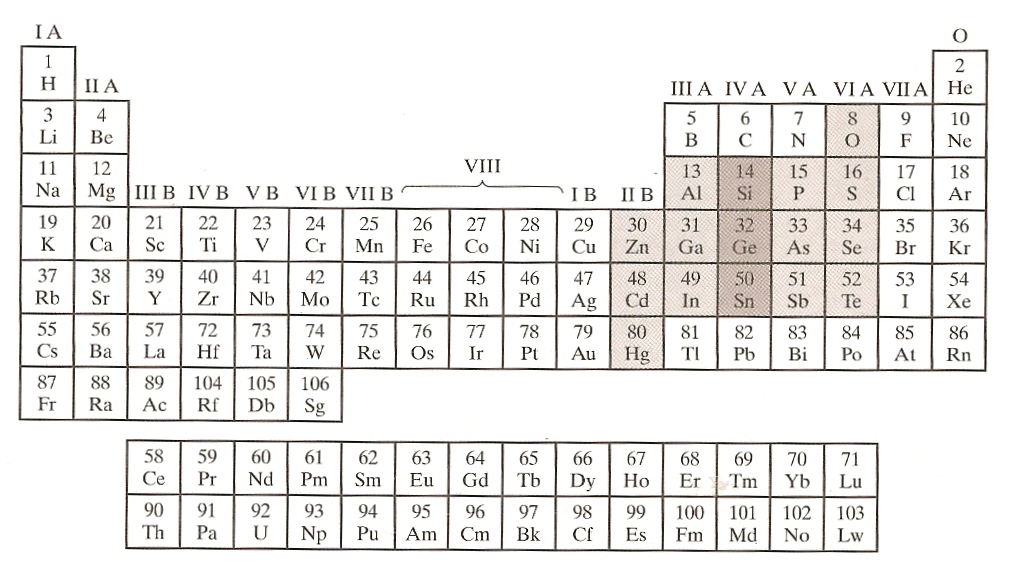 I A O
1 2
H II A III A IV A V A VI A VII A He
3 4 5 6 7 8 9 10
Li Be B C N O F Ne
11 12 VIII 13 14 15 16 17 18
Na Mg III B IV B V B VI B VII B I B II B Al Si P S Cl Ar
19 20 21 22 23 24 25 26 27 28 29 30 31 32 33 34 35 36
K Ca Sc Ti V Cr Mn Fe Co Ni Cu Zn Ga Ge As Se Br Kr
37 38 39 40 41 42 43 44 45 46 47 48 49 50 51 52 53 54
Rb Sr Y Zr Nb Mo Tc Ru Rh Pd Ag Cd In Sn Sb Te I Xe
55 56 57 72 73 74 75 76 77 78 79 80 81 82 83 84 85 86
Cs Ba La Hf Ta W Re Os Ir Pt Au Hg Tl Pb Bi Po At Rn
87 88 89 104 105 106
Fr Ra Ac Rf Db Sg
58 59 60 61 62 63 64 65 66 67 68 69 70 71
Ce Pr Nd Pm Sm Eu Gd Tb Dy Ho Er Tm Yb Lu
90 91 92 93 94 95 96 97 98 99 100 101 102 103
Th Pa U Np Pu Am Cm Bk Cf Es Fm Md No Lw